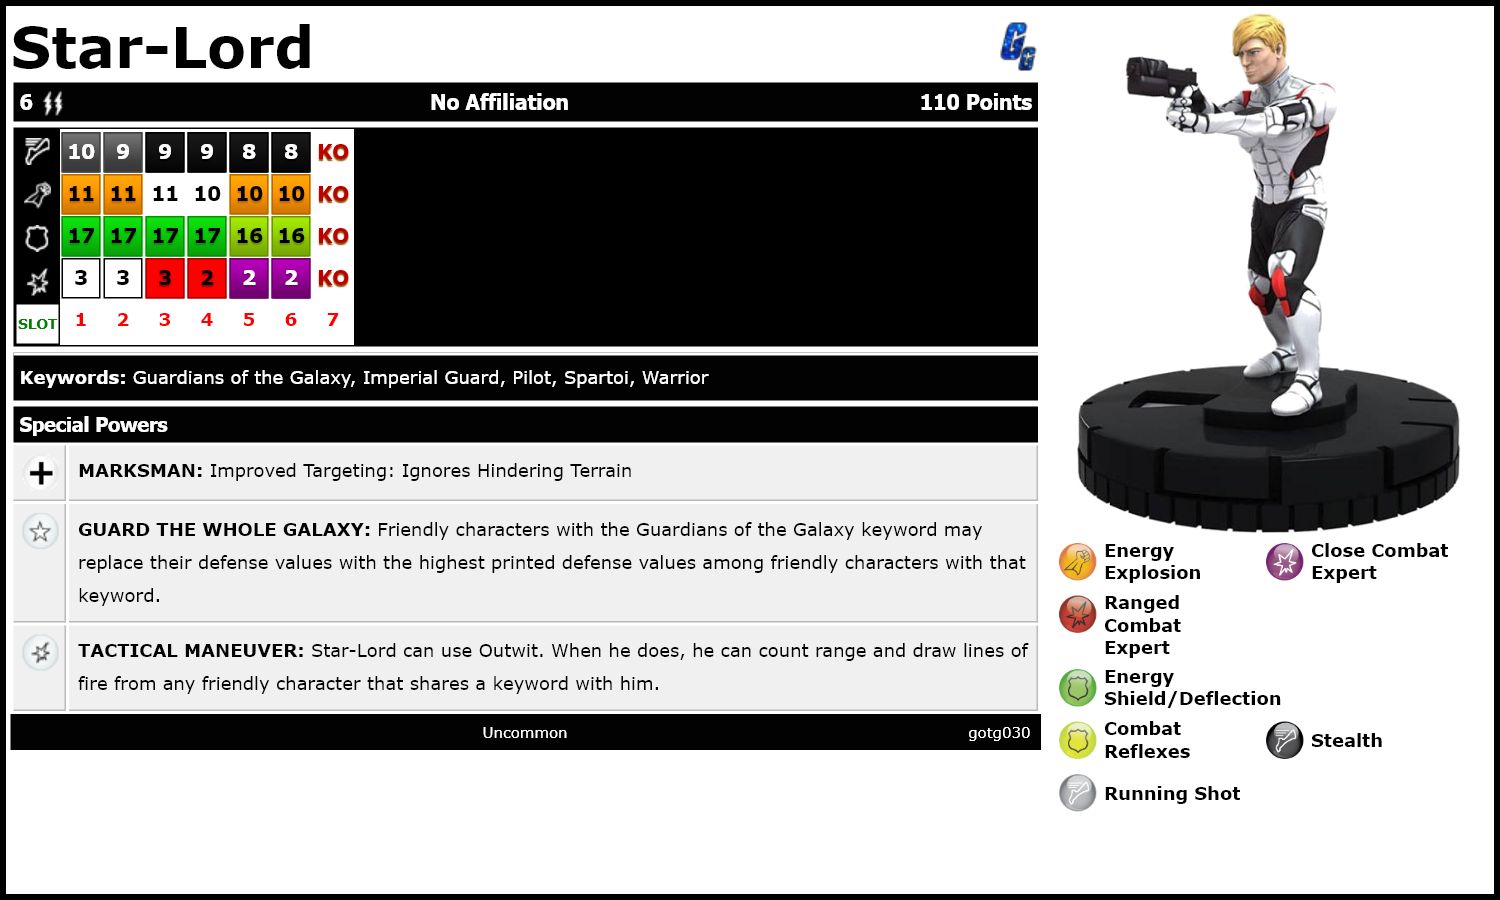 Star-Lord
GG
6 No Affiliation 110 Points
10 9 9 9 8 8 KO
11 11 11 10 10 10 KO
17 17 17 17 16 16 KO
3 3 3 2 2 2 KO
SLOT 1 2 3 4 5 6 7
Keywords: Guardians of the Galaxy, Imperial Guard, Pilot, Spartoi, Warrior
Special Powers
MARKSMAN: Improved Targeting: Ignores Hindering Terrain
GUARD THE WHOLE GALAXY: Friendly characters with the Guardians of the Galaxy keyword may
replace their defense values with the highest printed defense values among friendly characters with that
keyword.
TACTICAL MANEUVER: Star-Lord can use Outwit. When he does, he can count range and draw lines of
fire from any friendly character that shares a keyword with him.
Uncommon gotg030
Energy
Explosion
Close Combat
Expert
Ranged
Combat
Expert
Energy
Shield/Deflection
Combat
Reflexes
Stealth
Running Shot